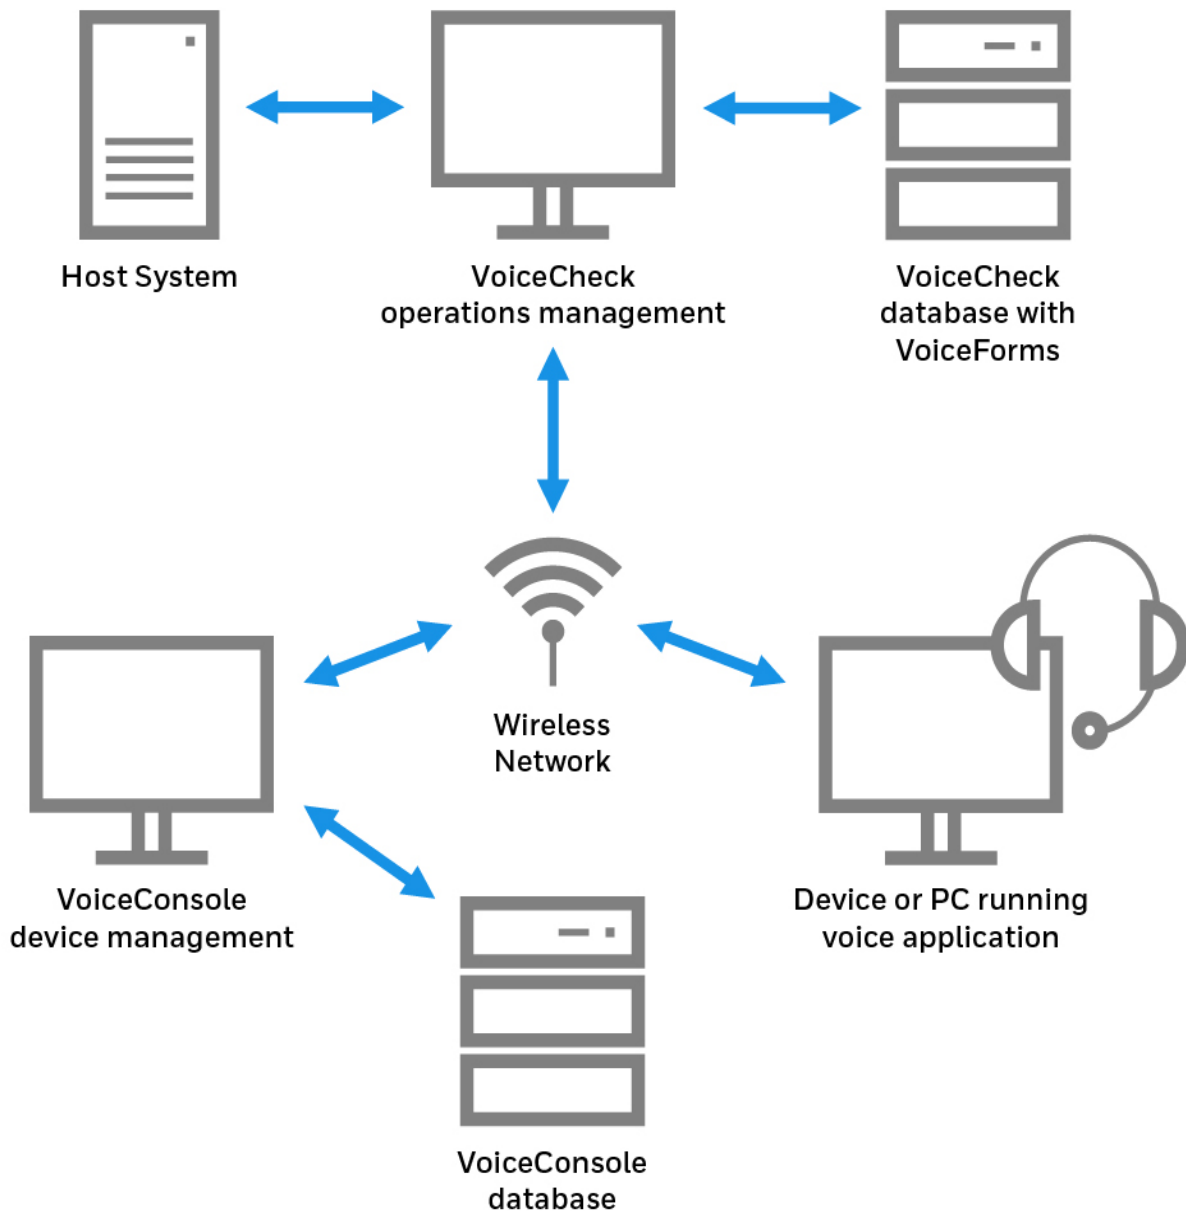 Host System
VoiceCheck
operations management
VoiceCheck
database with
VoiceForms
Wireless
Network
VoiceConsole
device management
Device or PC running
voice application
VoiceConsole
database